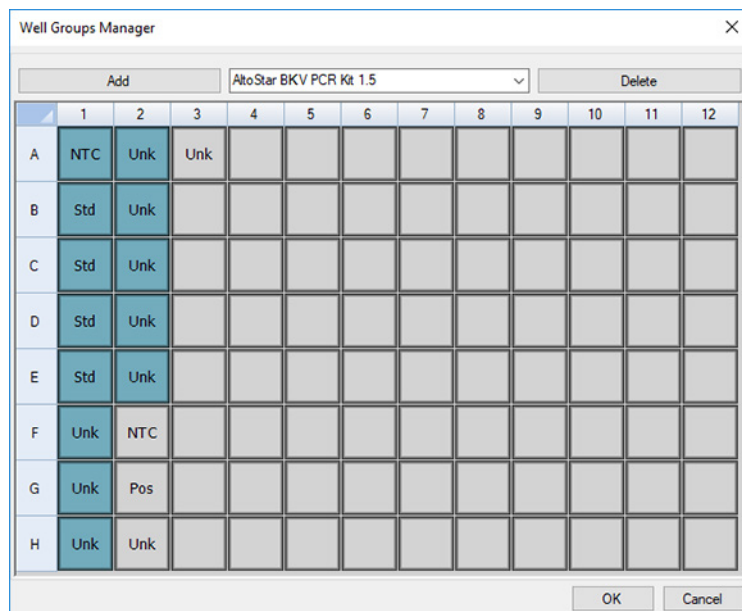 Well Groups Manager
Add AltoStar BKV PCR Kit 1.5 Delete
1 2 3 4 5 6 7 8 9 10 11 12
A NTC Unk Unk
B Std Unk
C Std Unk
D Std Unk
E Std Unk
F Unk NTC
G Unk Pos
H Unk Unk
OK Cancel